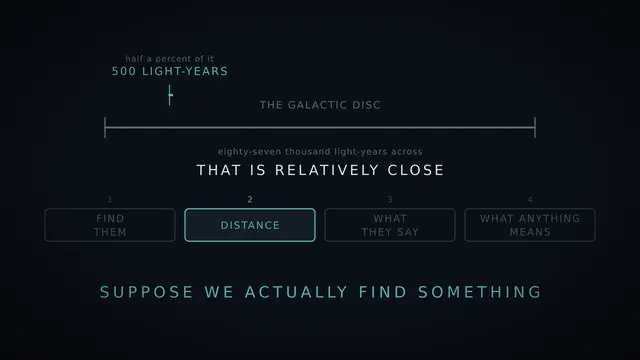 half a percent of it
500 LIGHT-YEARS
THE GALACTIC DISC
eighty-seven thousand light-years across
THAT IS RELATIVELY CLOSE
1
FIND
THEM
2
DISTANCE
3
WHAT
THEY SAY
4
WHAT ANYTHING
MEANS
SUPPOSE WE ACTUALLY FIND SOMETHING